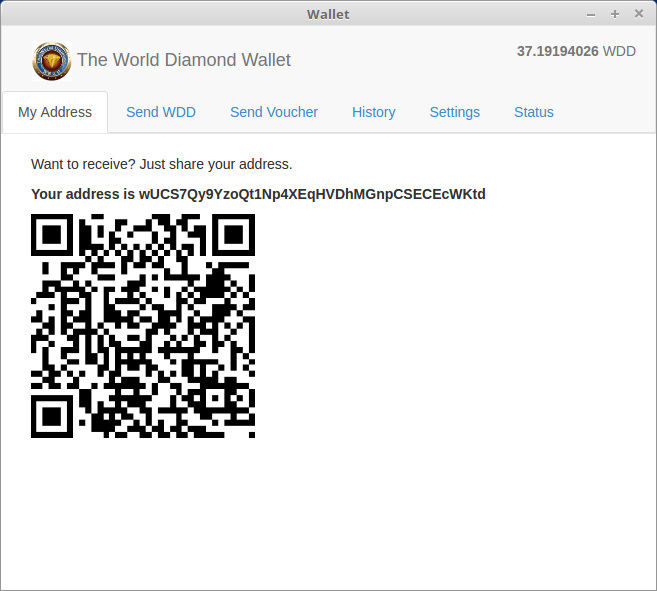 Wallet
The World Diamond Wallet
37.19194026 WDD
My Address Send WDD Send Voucher History Settings Status
Want to receive? Just share your address.
Your address is wUCS7Qy9YzoQt1Np4XEqHVDhMGnpCSECEcWKtd